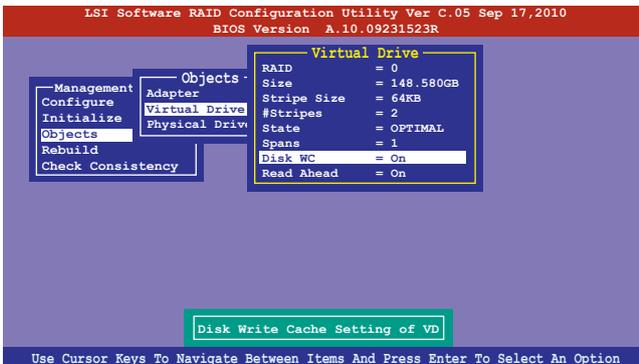 LSI Software RAID Configuration Utility Ver C.05 Sep 17,2010
BIOS Version A.10.09231523R
Management
Configure
Initialize
Objects
Rebuild
Check Consistency
Objects
Adapter
Virtual Drive
Physical Drive
Virtual Drive
RAID = 0
Size = 148.580GB
Stripe Size = 64KB
#Stripes = 2
State = OPTIMAL
Spans = 1
Disk WC = On
Read Ahead = On
Disk Write Cache Setting of VD
Use Cursor Keys To Navigate Between Items And Press Enter To Select An Option